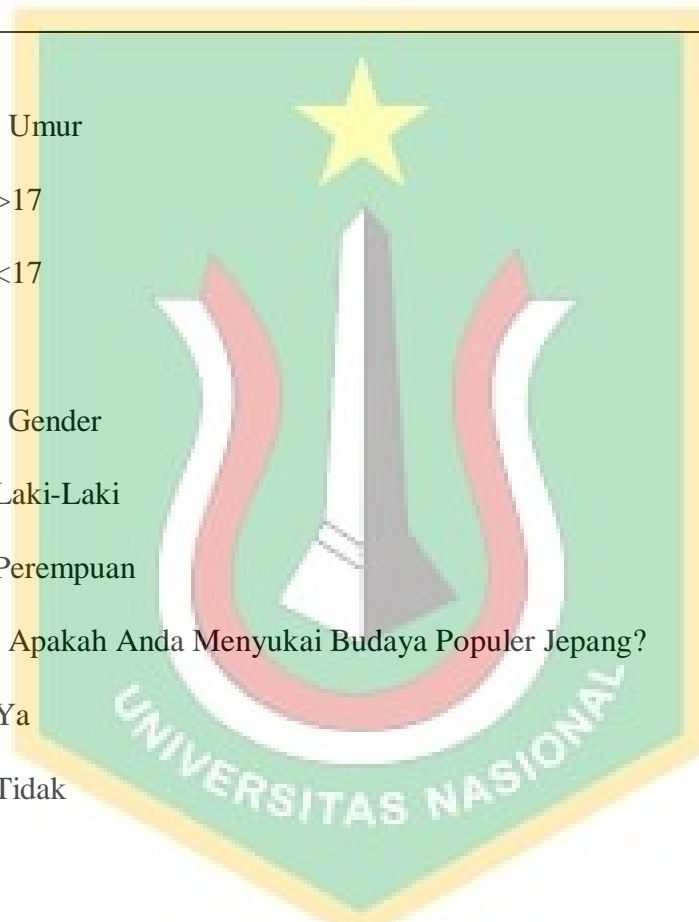 Umur
>17
<17
Gender
Laki-Laki
Perempuan
Apakah Anda Menyukai Budaya Populer Jepang?
Ya
Tidak
UNIVERSITAS NASIONAL